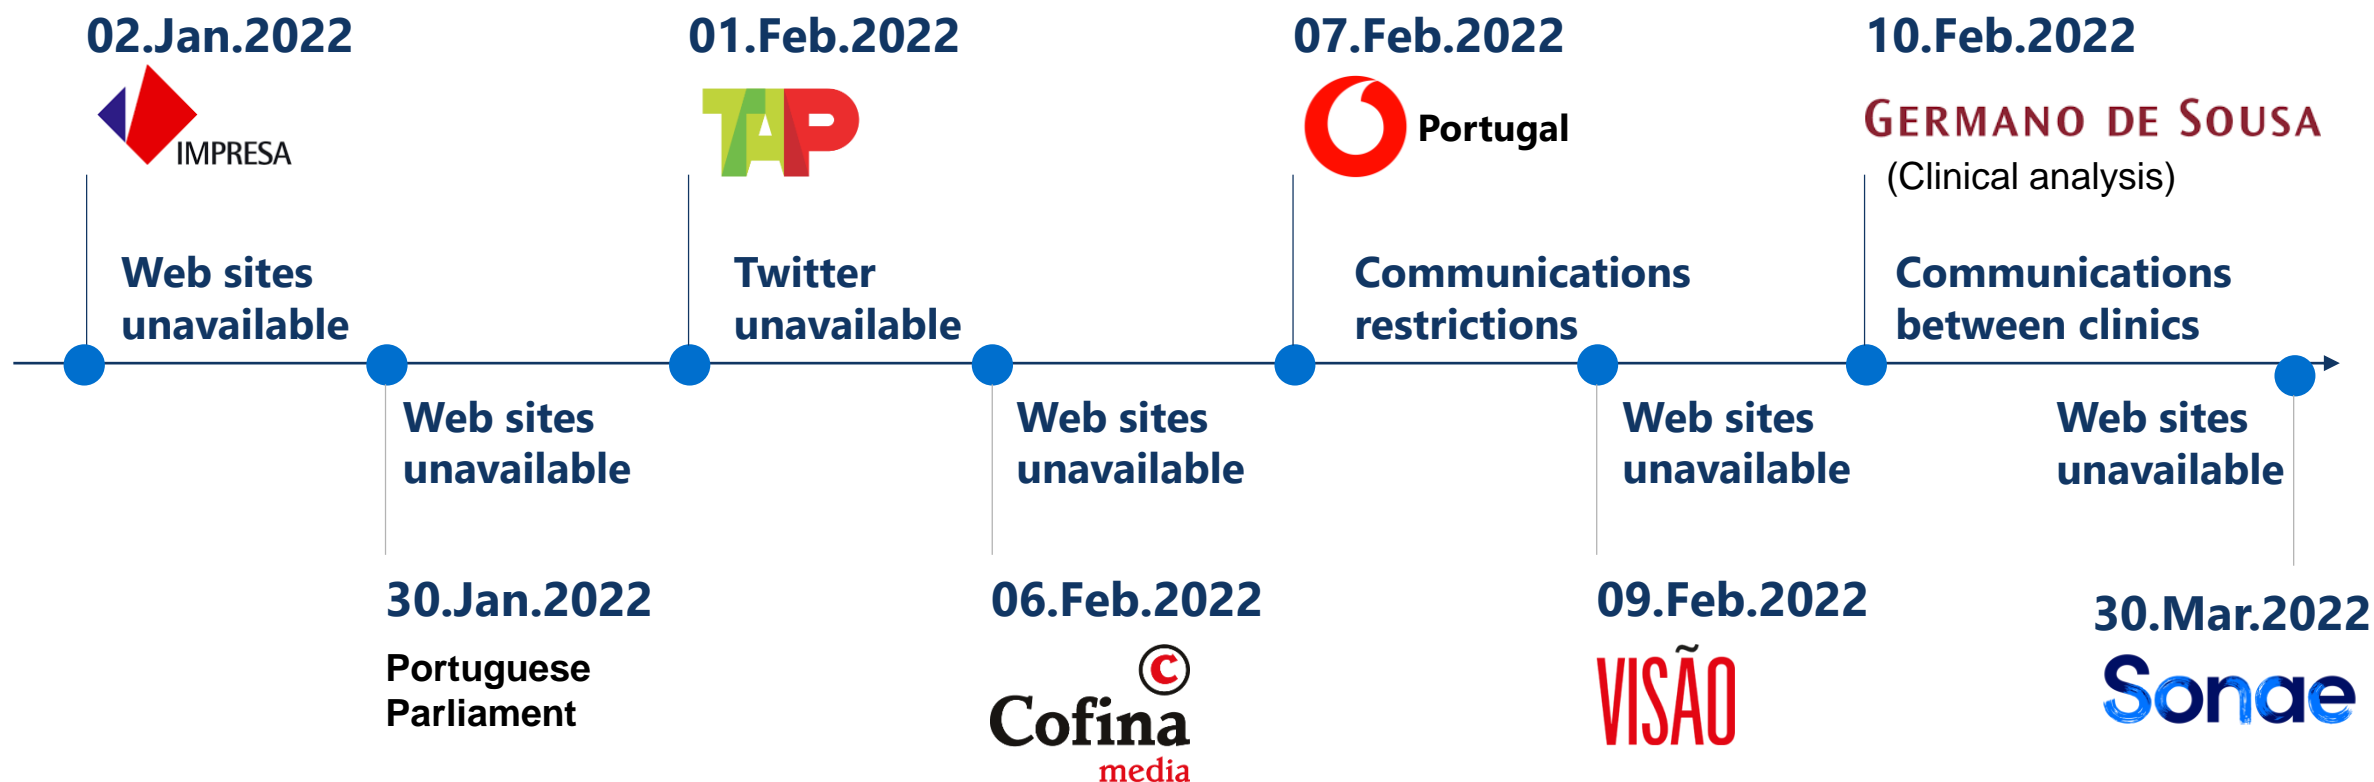 02.Jan.2022
IMPRESA
Web sites
unavailable
30.Jan.2022
Portuguese
Parliament
Web sites
unavailable
01.Feb.2022
TAP
Twitter
unavailable
06.Feb.2022
C
Cofina
media
Web sites
unavailable
07.Feb.2022
Portugal
Communications
restrictions
09.Feb.2022
VISÃO
Web sites
unavailable
10.Feb.2022
GERMANO DE SOUSA
(Clinical analysis)
Communications
between clinics
30.Mar.2022
Sonae
Web sites
unavailable